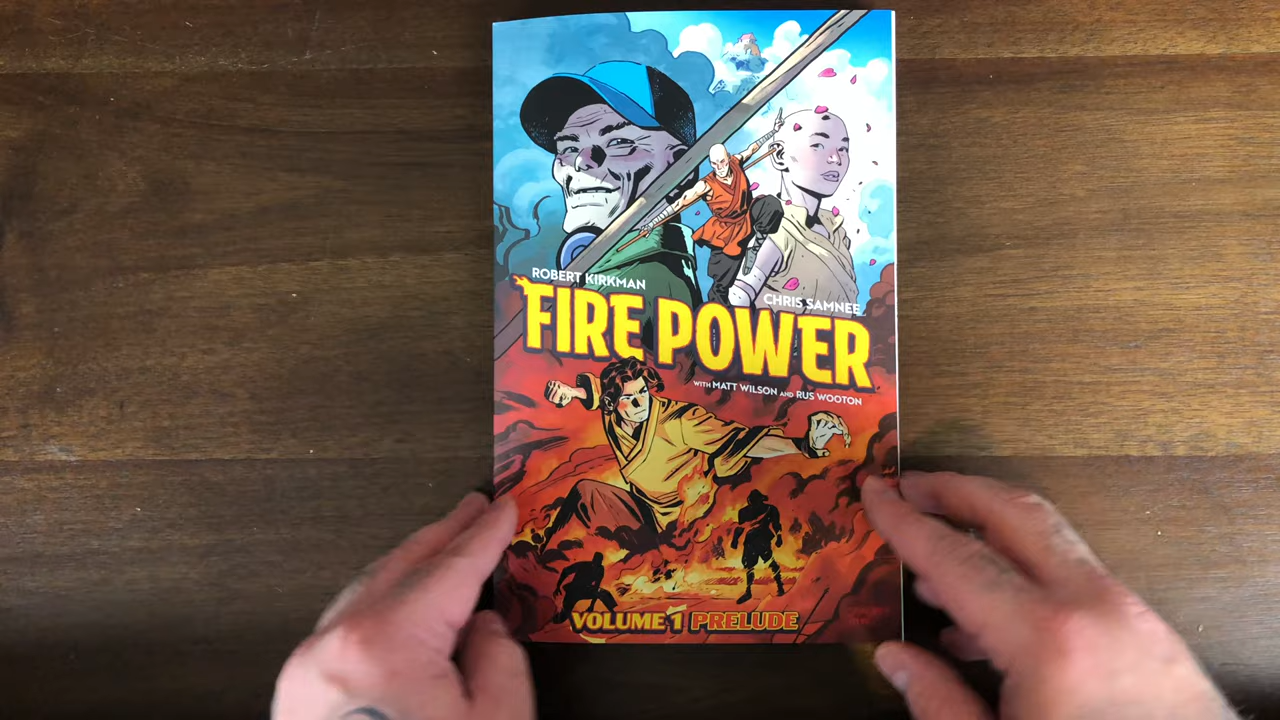 ROBERT KIRKMAN
CHRIS SAMNEE
FIRE POWER
WITH MATT WILSON AND RUS WOOTON
VOLUME 1 PRELUDE